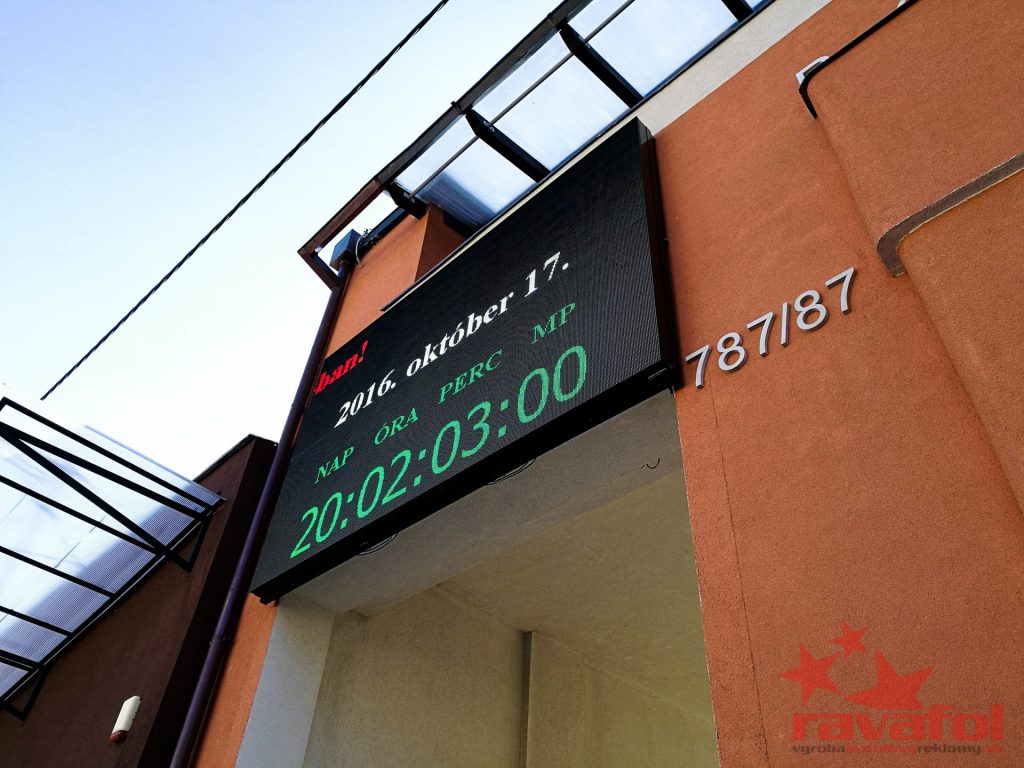 ban!
2016. október 17.
NAP ÓRA PERC MP
20:02:03:00
787/87
ravafol
výroba reklamy